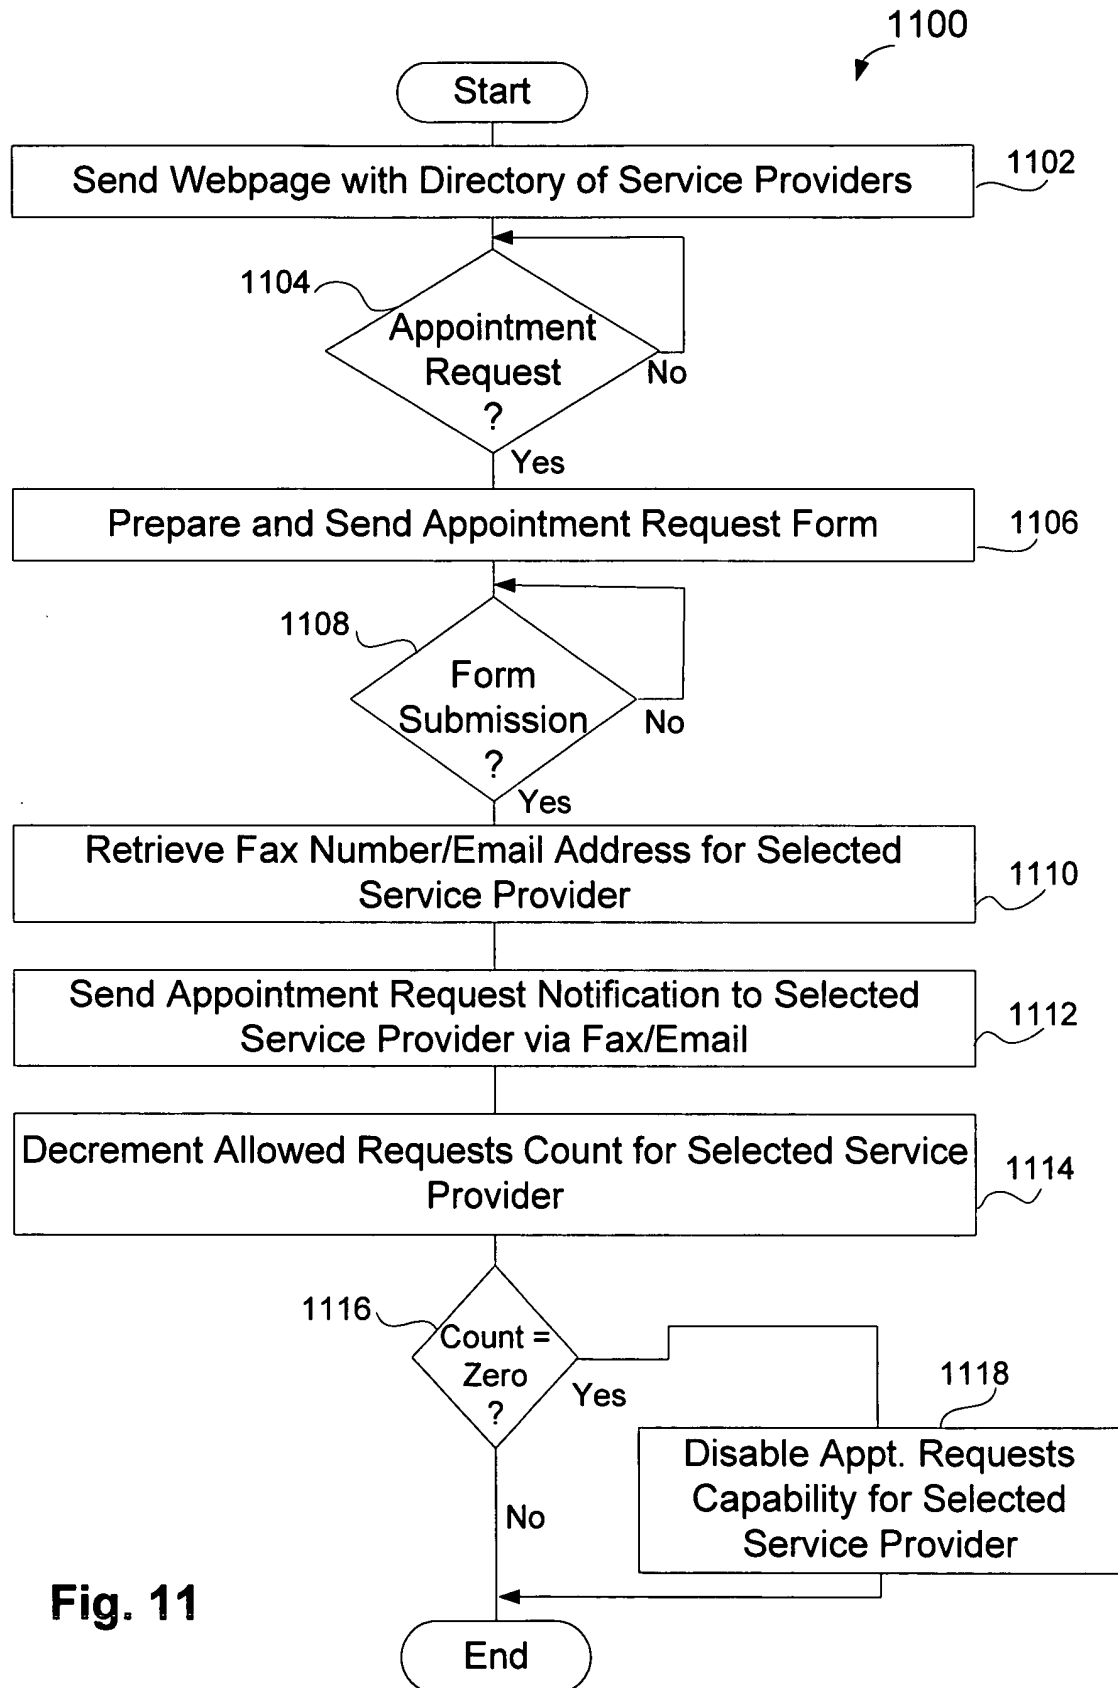 1100
Start
Send Webpage with Directory of Service Providers
1102
1104
Appointment
Request
?
No
Yes
Prepare and Send Appointment Request Form
1106
1108
Form
Submission
?
No
Yes
Retrieve Fax Number/Email Address for Selected
Service Provider
1110
Send Appointment Request Notification to Selected
Service Provider via Fax/Email
1112
Decrement Allowed Requests Count for Selected Service
Provider
1114
1116
Count =
Zero
?
Yes
No
1118
Disable Appt. Requests
Capability for Selected
Service Provider
Fig. 11
End